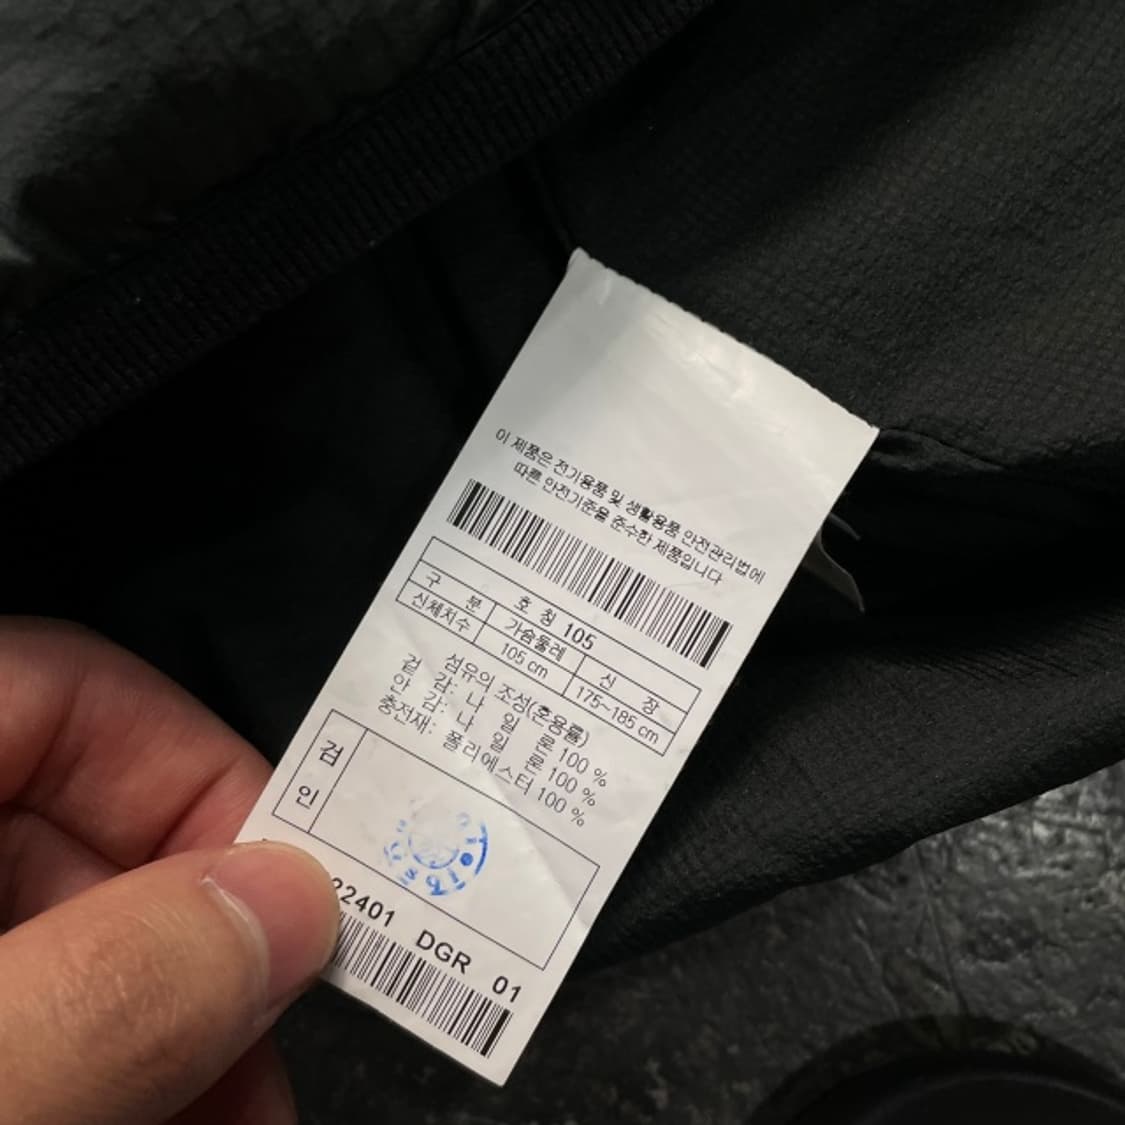 이 제품은 전기용품 및 생활용품 안전관리법에
따른 안전기준을 준수한 제품입니다
구 분 호 칭 105
신체치수 가슴둘레 신 장
105 cm 175~185 cm
섬유의 조성(혼용률)
겉 감: 나 일 론 100 %
안 감: 나 일 론 100 %
충전재: 폴리에스터 100 %
검
인
22401 DGR 01